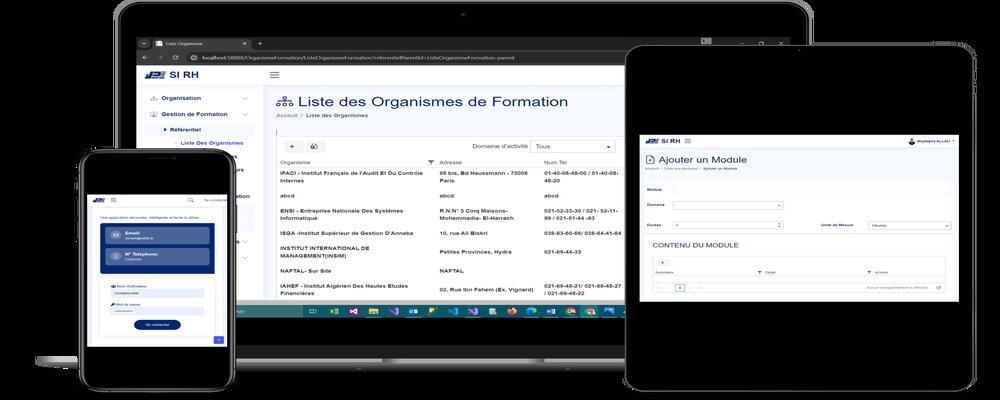 Liste Organisme
localhost:58888/OrganismeFormation/ListeOrganismeFormation?referentielParentId=ListeOrganismeFormation-parent
SI RH
Organisation
Gestion de Formation
Référentiel
Liste Des Organismes
Liste des Organismes de Formation
Acceuil / Liste des Organismes
Domaine d'activité Tous
Organisme Adresse Num.Tel
IFACI - Institut Français de l'Audit Et Du Contrôle Internes
98 bis, Bd Haussmann - 75008 Paris
01-40-08-48-00 / 01-40-08-48-20
abcd abcd abcd
ENSI - Entreprise Nationale Des Systèmes Informatique
R.N.N° 5 Cinq Maisons- Mohammadia- El-Harrach
021-52-33-30 / 021- 52-11-99 / 021-51-44
ISGA -Institut Supérieur de Gestion D'Annaba 10, rue Ali Biskri 038-83-60-66/ 038-84-41-64
INSTITUT INTERNATIONAL DE MANAGEMENT(INSIM)
Petites Provinces, Hydra 021-69-44-33
NAFTAL- Sur Site NAFTAL
IAHEF - Institut Algérien Des Hautes Etudes Financières
02, Rue Ibn Fahem (Ex. Vignard)
021-69-48-21/ 021-69-48-27 / 021-69-48-22
Se connecter
Une application sécurisée, intelligente et facile à utiliser
Email:
N° Telephone:
Nom d'utilisateur
mustapha.allali
Mot de passe
Se connecter
SI RH
Mustapha ALLALI
Ajouter un Module
Acceuil / Liste des Modules / Ajouter un Module
Module
Domaine
Durées
Unité de Mesure Heures
CONTENU DU MODULE
Sommaire Détail Actions
0
Aucun enregistrement à afficher